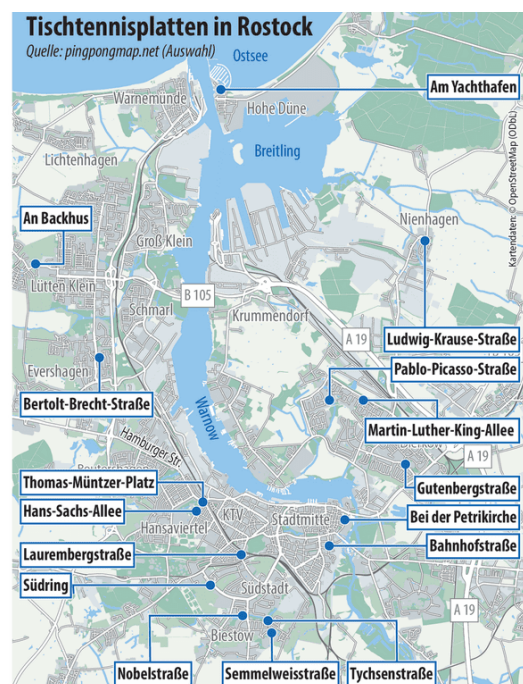 Tischtennisplatten in Rostock
Quelle: pingpongmap.net (Auswahl)
Ostsee
Am Yachthafen
Warnemünde
Hohe Düne
Kartendaten: © OpenStreetMap (ODbL)
Breitling
Lichtenhagen
An Backhus
Nienhagen
Groß Klein
Lütten Klein
B 105
Schmarl
Krummendorf
A 19
Ludwig-Krause-Straße
Evershagen
Pablo-Picasso-Straße
Bertolt-Brecht-Straße
Warnow
Martin-Luther-King-Allee
Hamburger Str.
A 19
Thomas-Müntzer-Platz
Gutenbergstraße
Hans-Sachs-Allee
KTV
Stadtmitte
Bei der Petrikirche
Hansaviertel
Bahnhofstraße
Laurembergstraße
Südring
Südstadt
A 19
Biestow
Nobelstraße
Semmelweisstraße
Tychsenstraße